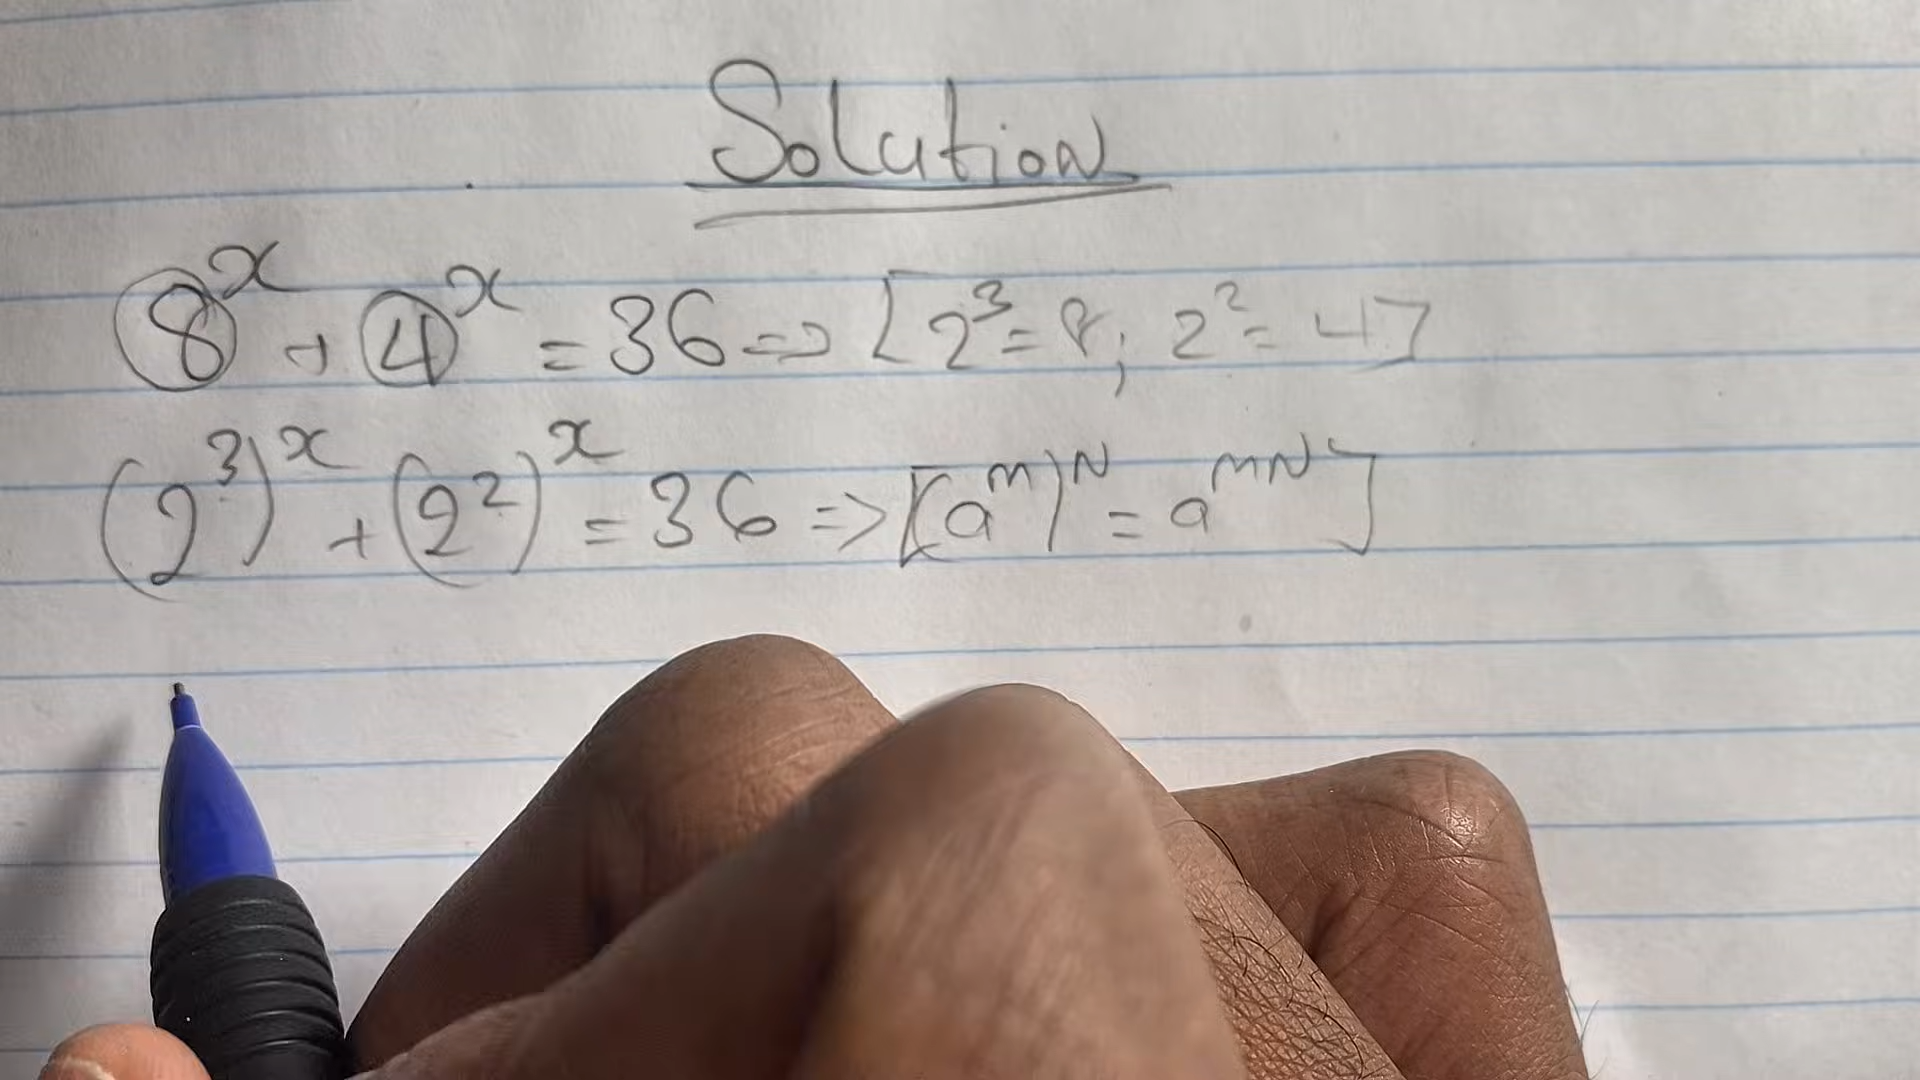 Solution
8^x + 4^x = 36 => [2^3 = 8; 2^2 = 4]
(2^3)^x + (2^2)^x = 36 => [(a^m)^N = a^mN]